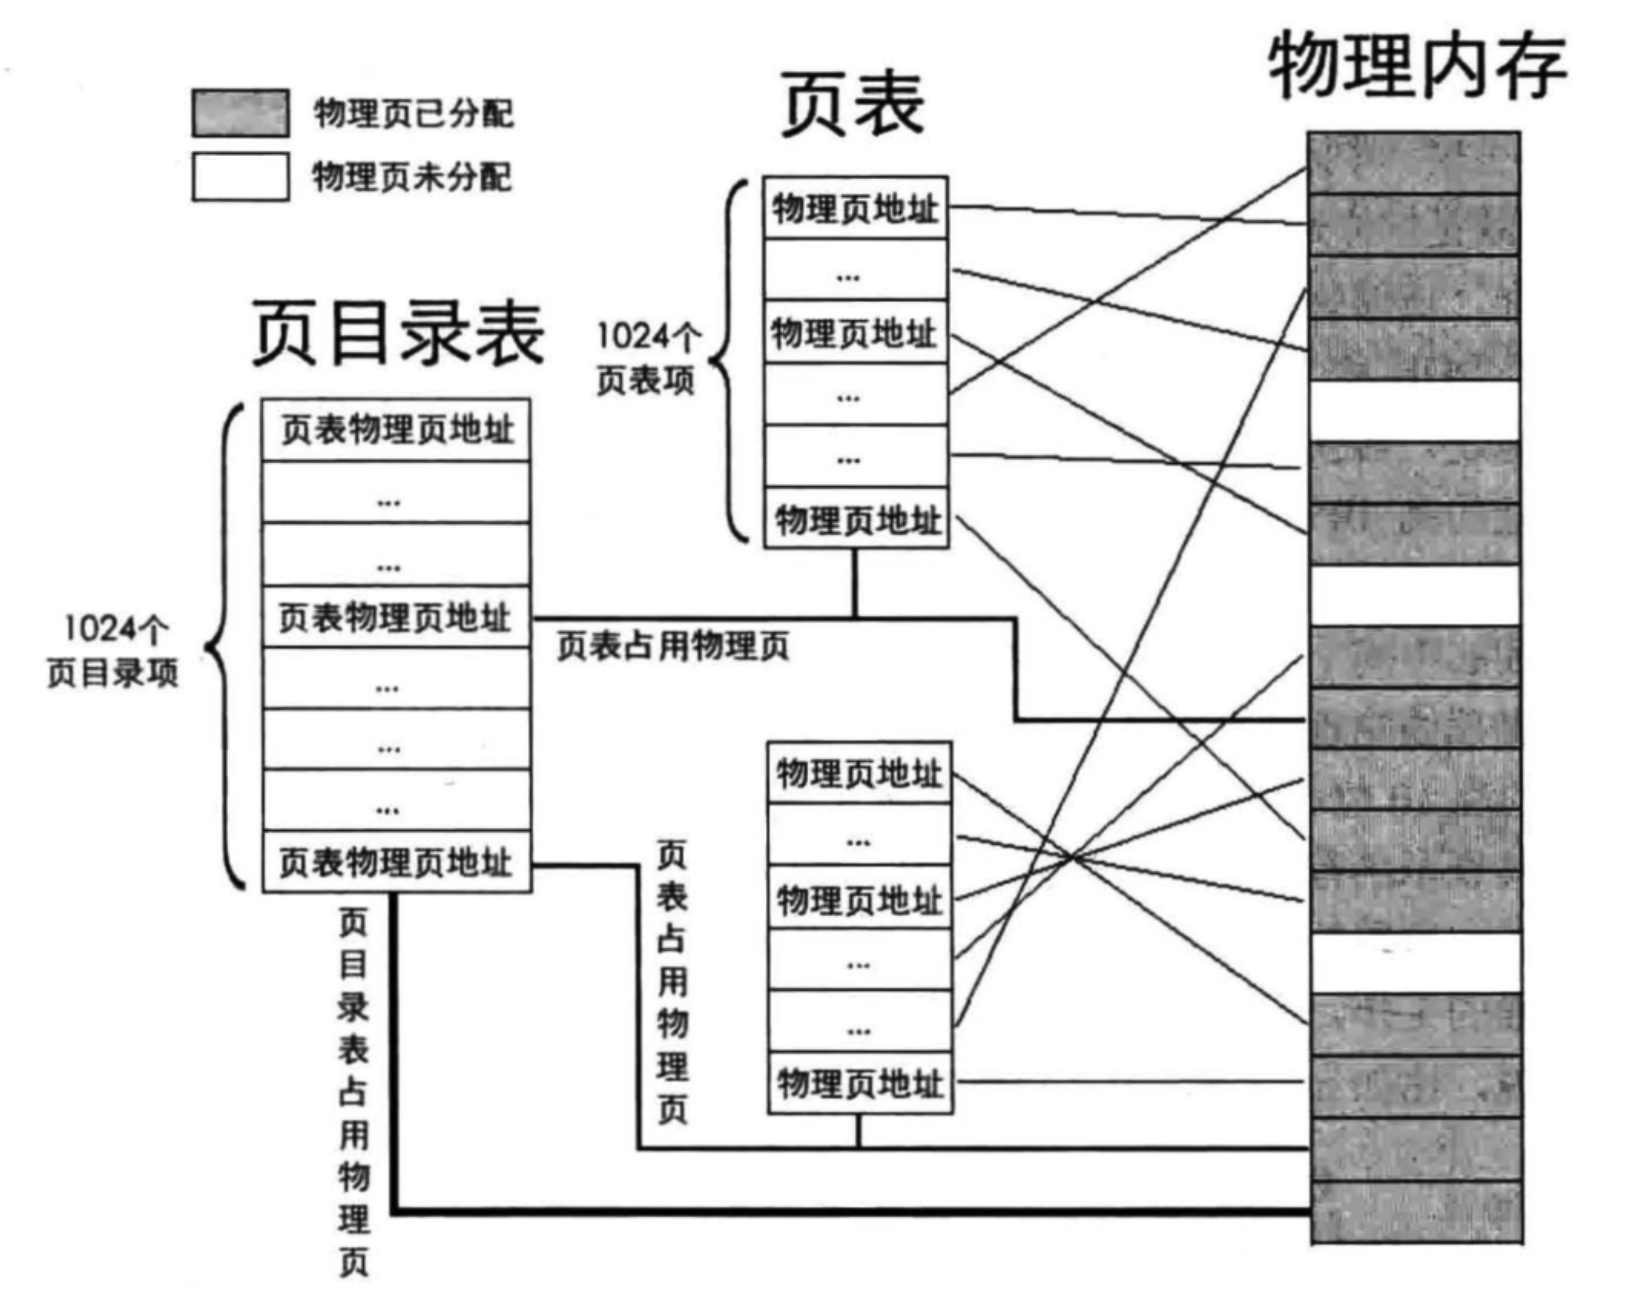 物理内存
页表
物理页已分配
物理页未分配
物理页地址
...
物理页地址
...
...
物理页地址
1024个
页表项
页目录表
页表物理页地址
...
...
页表物理页地址
...
...
...
页表物理页地址
1024个
页目录项
页表占用物理页
物理页地址
...
物理页地址
...
...
物理页地址
页表占用物理页
页目录表占用物理页